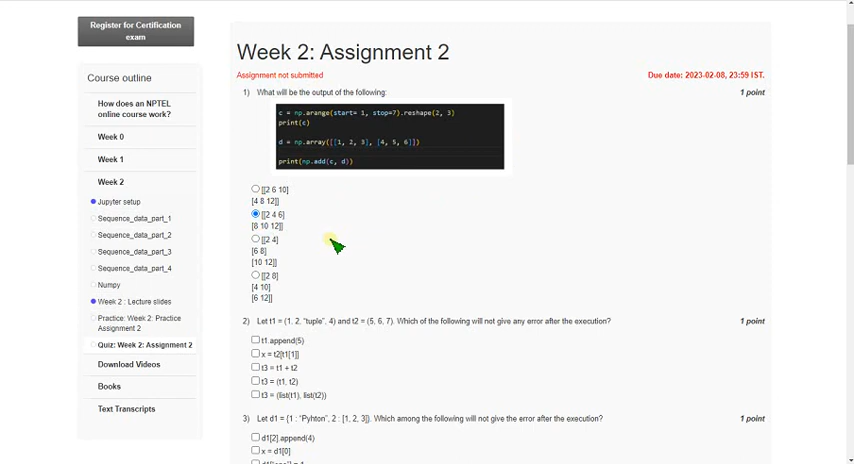 Register for Certification
exam
Course outline
How does an NPTEL
online course work?
Week 0
Week 1
Week 2
Jupyter setup
Sequence_data_part_1
Sequence_data_part_2
Sequence_data_part_3
Sequence_data_part_4
Numpy
Week 2 : Lecture slides
Practice: Week 2: Practice
Assignment 2
Quiz: Week 2: Assignment 2
Download Videos
Books
Text Transcripts
Week 2: Assignment 2
Assignment not submitted
Due date: 2023-02-08, 23:59 IST.
1) What will be the output of the following:
1 point
c = np.arange(start= 1, stop=7).reshape(2, 3)
print(c)
d = np.array([[1, 2, 3], [4, 5, 6]])
print(np.add(c, d))
[[2 6 10]
[4 8 12]]
[[2 4 6]
[8 10 12]]
[[2 4]
[6 8]
[10 12]]
[[2 8]
[4 10]
[6 12]]
2) Let t1 = (1, 2, "tuple", 4) and t2 = (5, 6, 7). Which of the following will not give any error after the execution?
1 point
t1.append(5)
x = t2[t1[1]]
t3 = t1 + t2
t3 = (t1, t2)
t3 = (list(t1), list(t2))
3) Let d1 = {1 : "Pyhton", 2 : [1, 2, 3]}. Which among the following will not give the error after the execution?
1 point
d1[2].append(4)
x = d1[0]